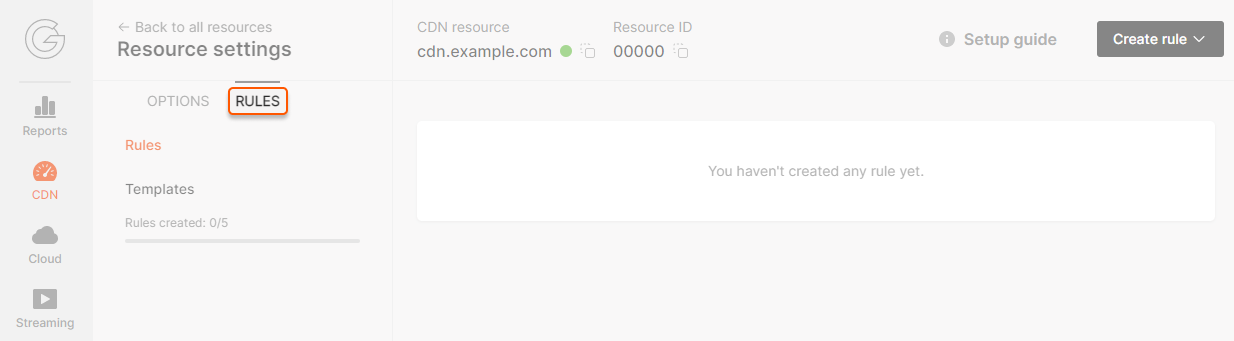 Reports
CDN
Cloud
Streaming
← Back to all resources
Resource settings
OPTIONS
RULES
Rules
Templates
Rules created: 0/5
CDN resource
cdn.example.com
Resource ID
00000
Setup guide
Create rule
You haven't created any rule yet.